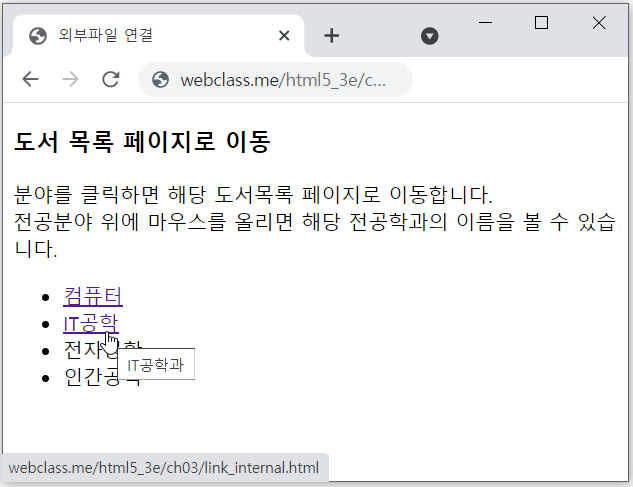 외부파일 연결
webclass.me/html5_3e/c...
도서 목록 페이지로 이동
분야를 클릭하면 해당 도서목록 페이지로 이동합니다.
전공분야 위에 마우스를 올리면 해당 전공학과의 이름을 볼 수 있습
니다.
컴퓨터
IT공학
전자공학
IT공학과
인간공학
webclass.me/html5_3e/ch03/link_internal.html